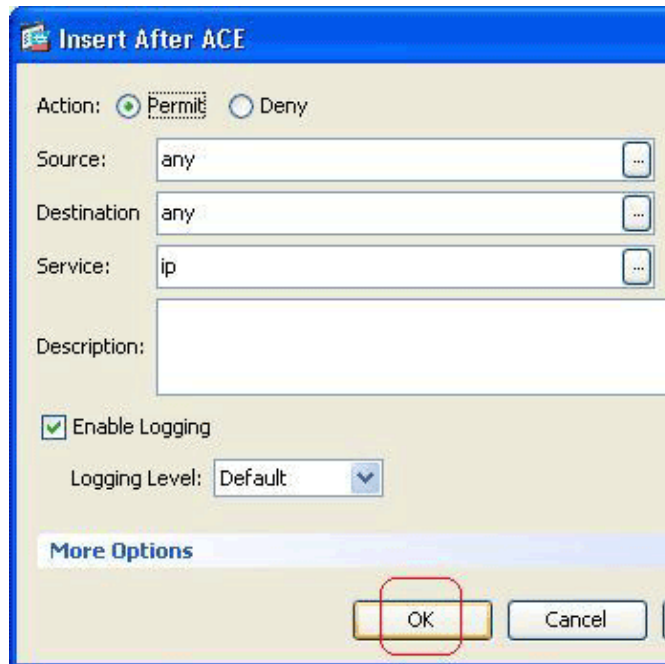 Insert After ACE
Action: Permit Deny
Source: any ...
Destination any ...
Service: ip ...
Description:
Enable Logging
Logging Level: Default
More Options
OK Cancel